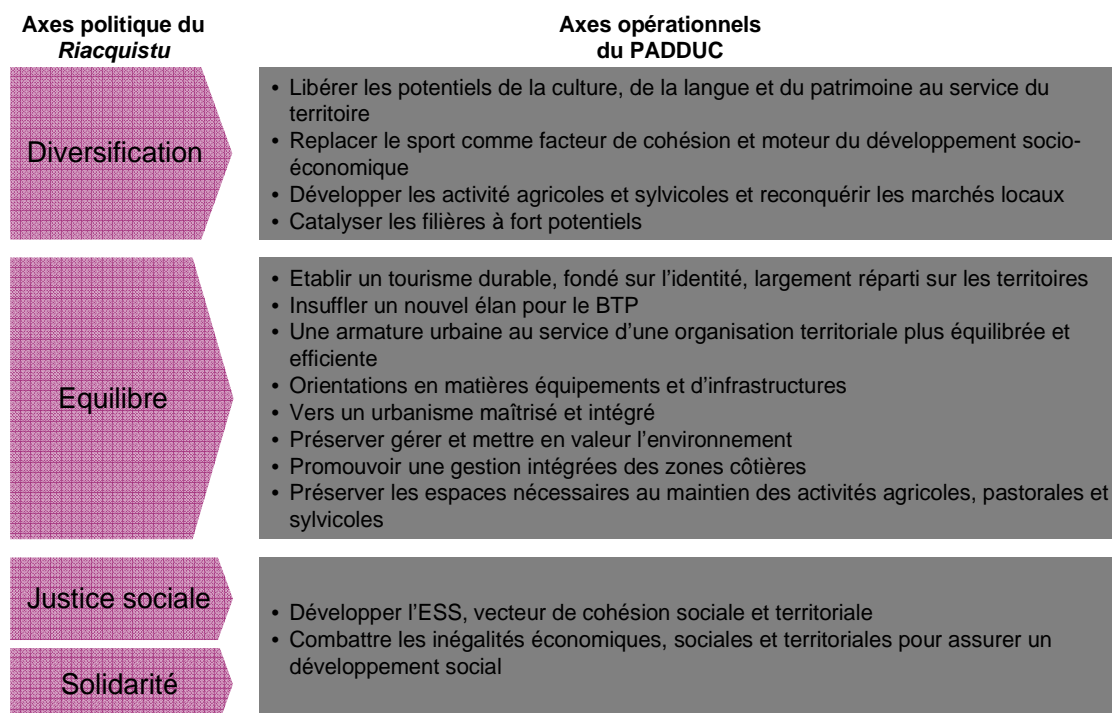 Axes politique du
Riacquistu
Axes opérationnels
du PADDUC
Diversification
• Libérer les potentiels de la culture, de la langue et du patrimoine au service du
territoire
• Replacer le sport comme facteur de cohésion et moteur du développement socio-
économique
• Développer les activité agricoles et sylvicoles et reconquérir les marchés locaux
• Catalyser les filières à fort potentiels
Equilibre
• Etablir un tourisme durable, fondé sur l’identité, largement réparti sur les territoires
• Insuffler un nouvel élan pour le BTP
• Une armature urbaine au service d’une organisation territoriale plus équilibrée et
efficiente
• Orientations en matières équipements et d’infrastructures
• Vers un urbanisme maîtrisé et intégré
• Préserver gérer et mettre en valeur l’environnement
• Promouvoir une gestion intégrées des zones côtières
• Préserver les espaces nécessaires au maintien des activités agricoles, pastorales et
sylvicoles
Justice sociale
Solidarité
• Développer l’ESS, vecteur de cohésion sociale et territoriale
• Combattre les inégalités économiques, sociales et territoriales pour assurer un
développement social